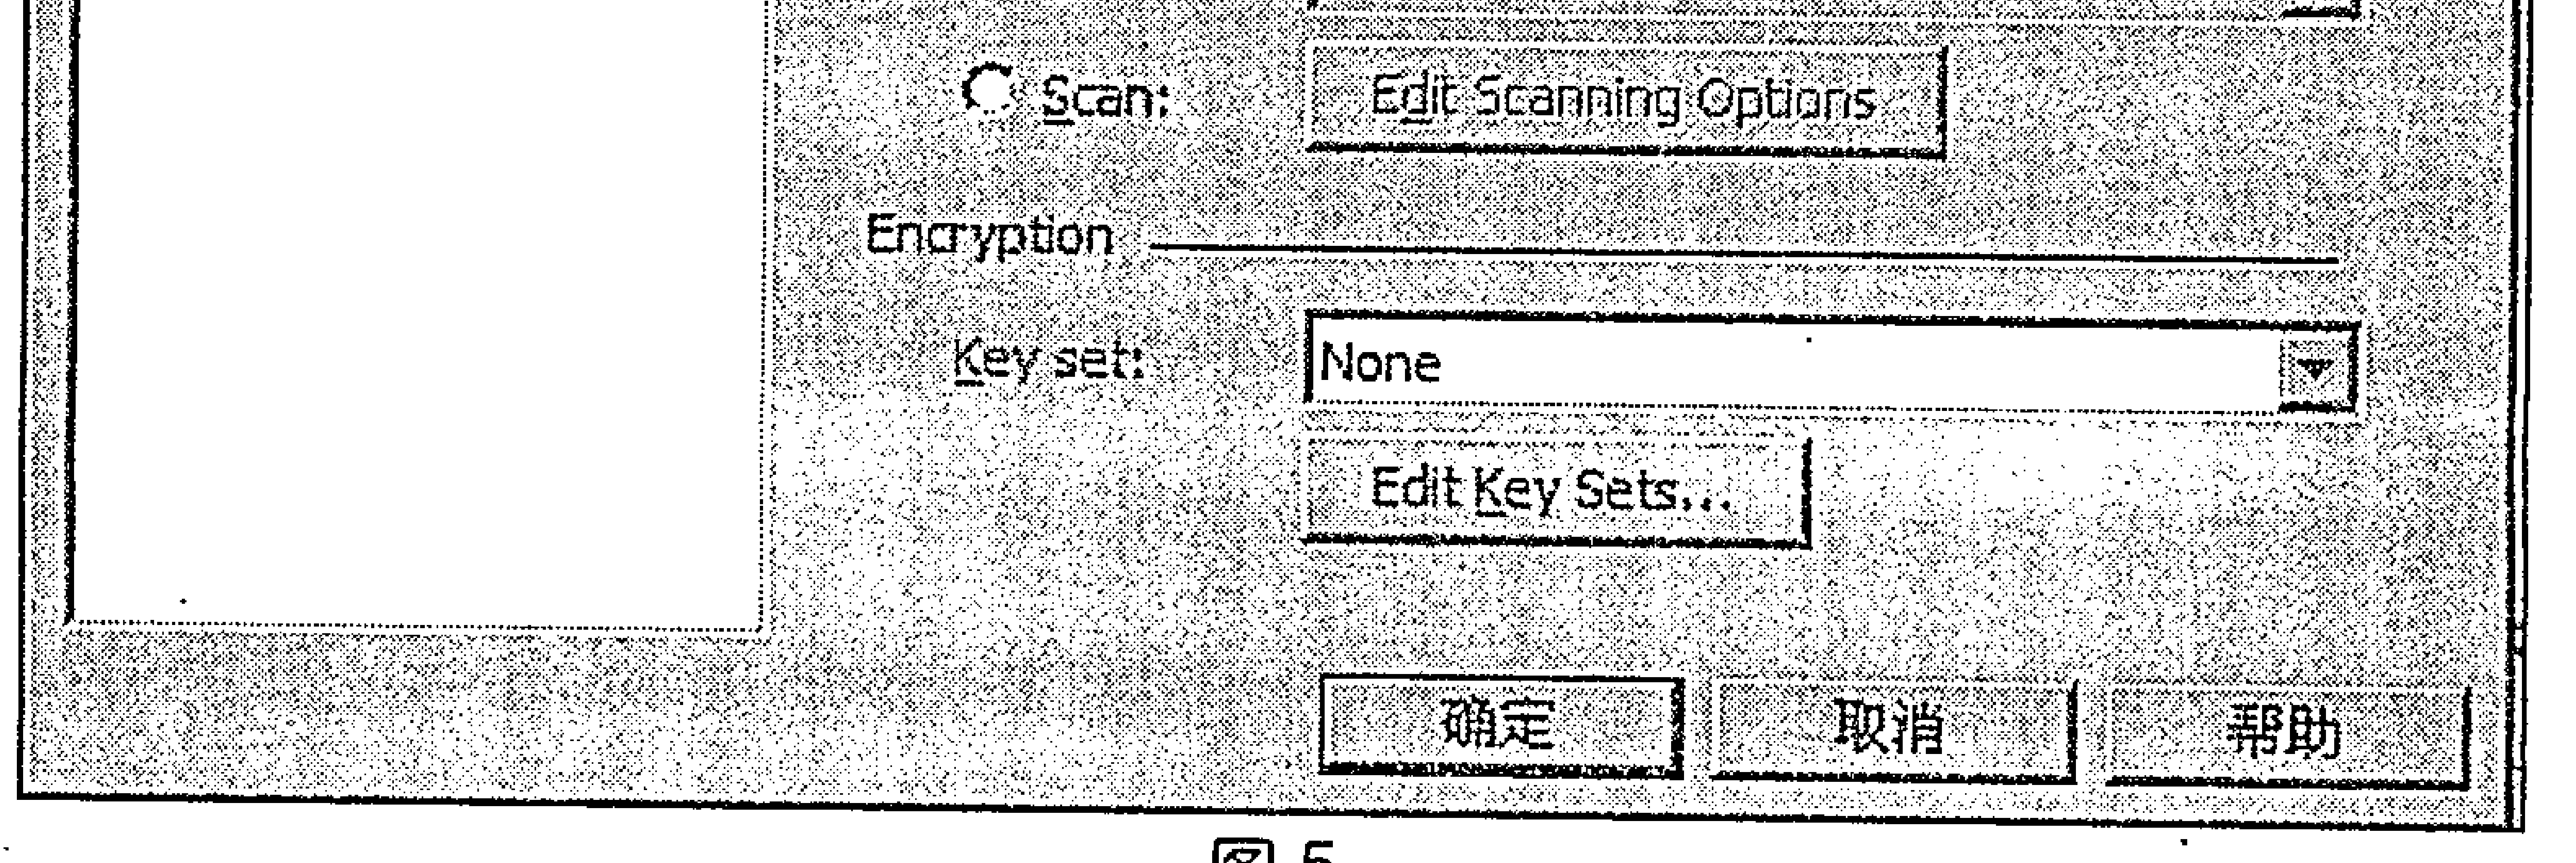 Scan:
Edit Scanning Options
Encryption
Key set:
None
Edit Key Sets...
确定
取消
帮助